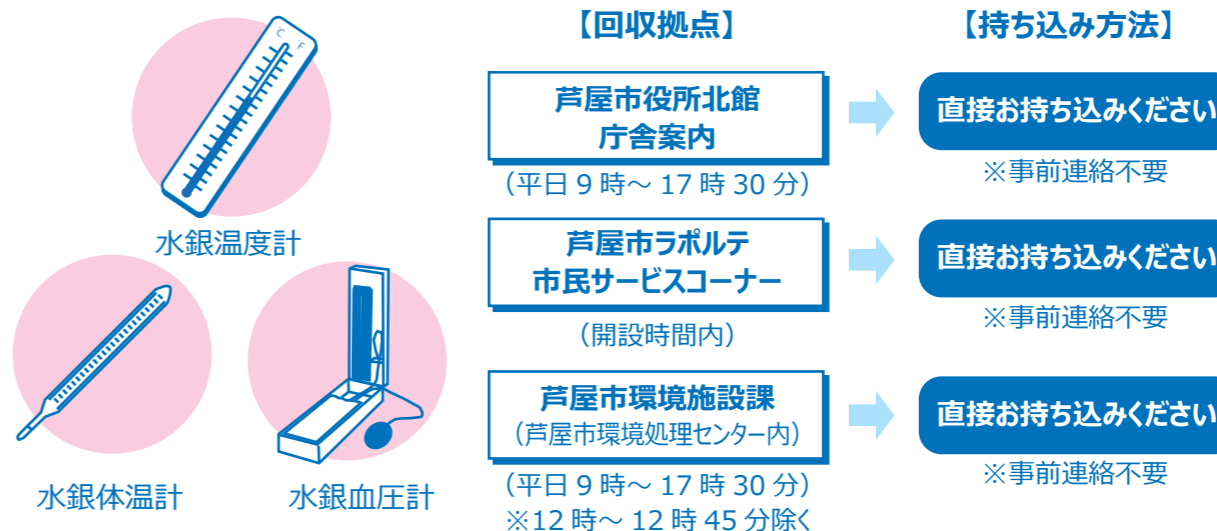 C °F
水銀温度計
水銀体温計
水銀血圧計
【回収拠点】
【持ち込み方法】
芦屋市役所北館
庁舎案内
（平日 9 時～ 17 時 30 分）
直接お持ち込みください
※事前連絡不要
芦屋市ラポルテ
市民サービスコーナー
（開設時間内）
直接お持ち込みください
※事前連絡不要
芦屋市環境施設課
（芦屋市環境処理センター内）
（平日 9 時～ 17 時 30 分）
※12 時～ 12 時 45 分除く
直接お持ち込みください
※事前連絡不要